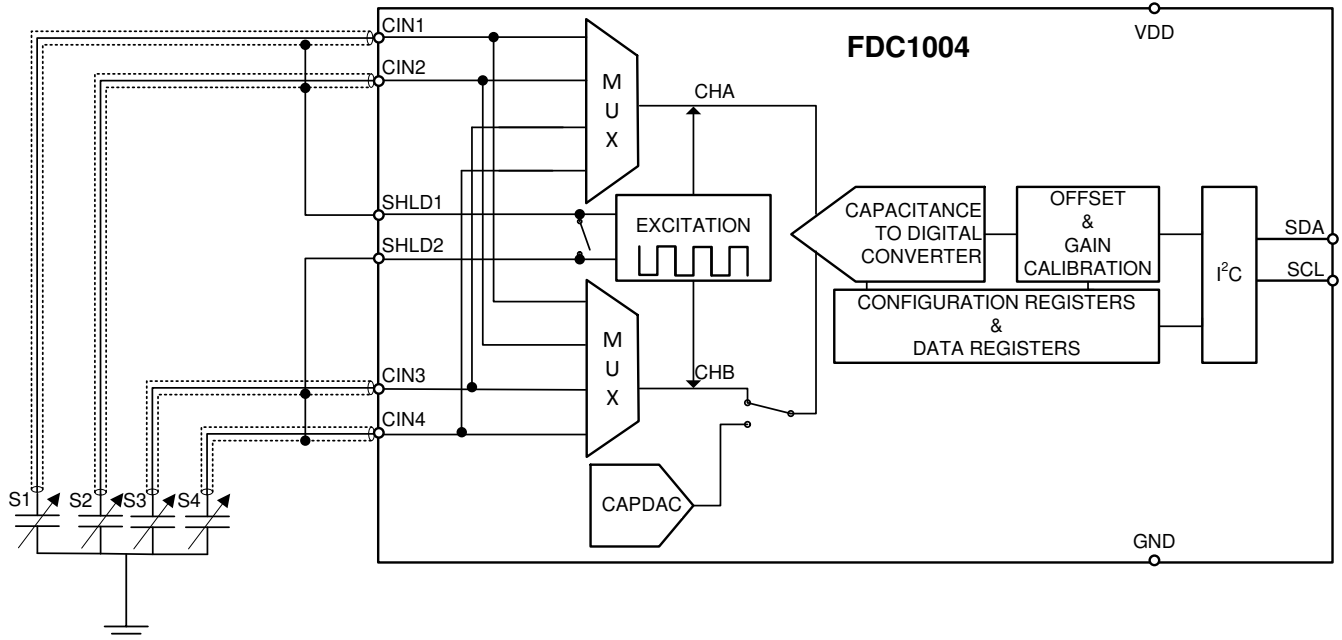 CIN1
CIN2
FDC1004
VDD
M
U
X
CHA
SHLD1
SHLD2
EXCITATION
CAPACITANCE
TO DIGITAL
CONVERTER
OFFSET
&
GAIN
CALIBRATION
I²C
SDA
SCL
CONFIGURATION REGISTERS
&
DATA REGISTERS
M
U
X
CHB
CIN3
CIN4
S1
S2
S3
S4
CAPDAC
GND